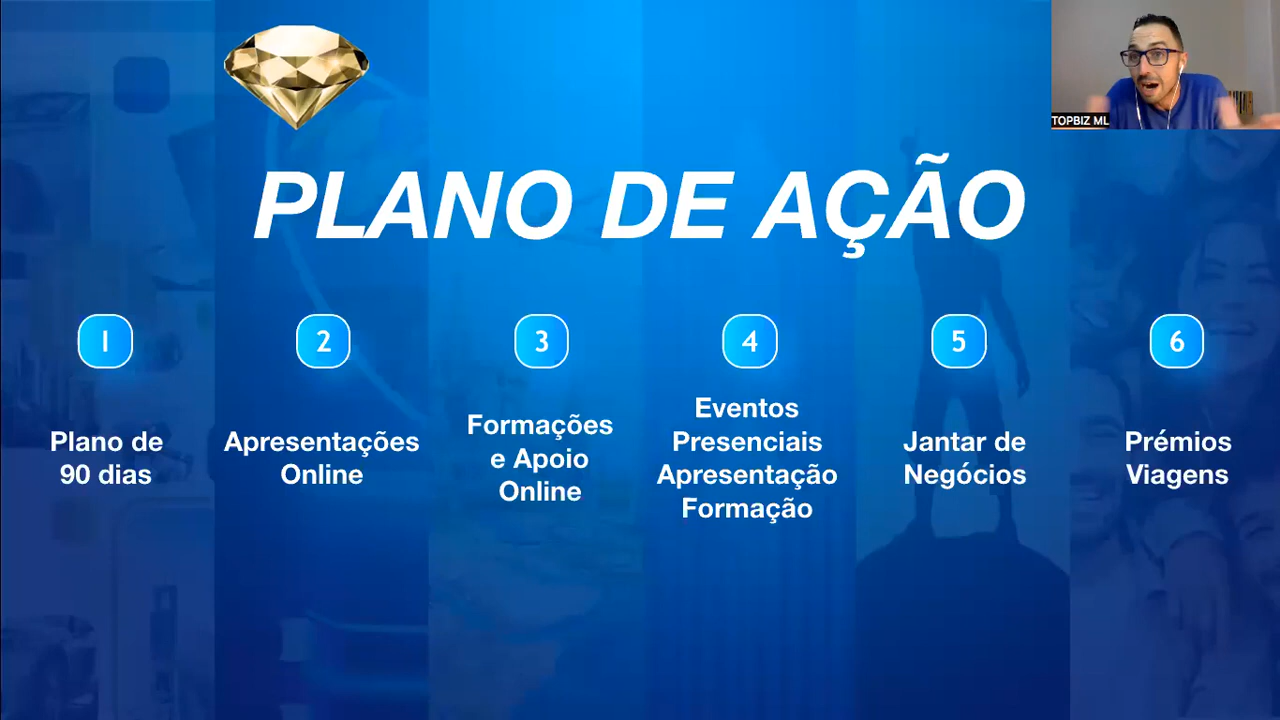 TOPBIZ ML
PLANO DE AÇÃO
1
Plano de
90 dias
2
Apresentações
Online
3
Formações
e Apoio
Online
4
Eventos
Presenciais
Apresentação
Formação
5
Jantar de
Negócios
6
Prémios
Viagens